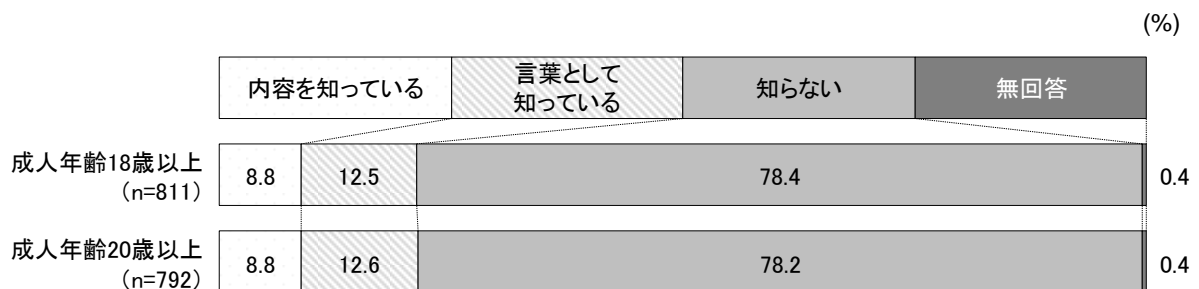 (%)
内容を知っている
言葉として
知っている
知らない
無回答
成人年齢18歳以上
（n=811）
8.8
12.5
78.4
0.4
成人年齢20歳以上
（n=792）
8.8
12.6
78.2
0.4